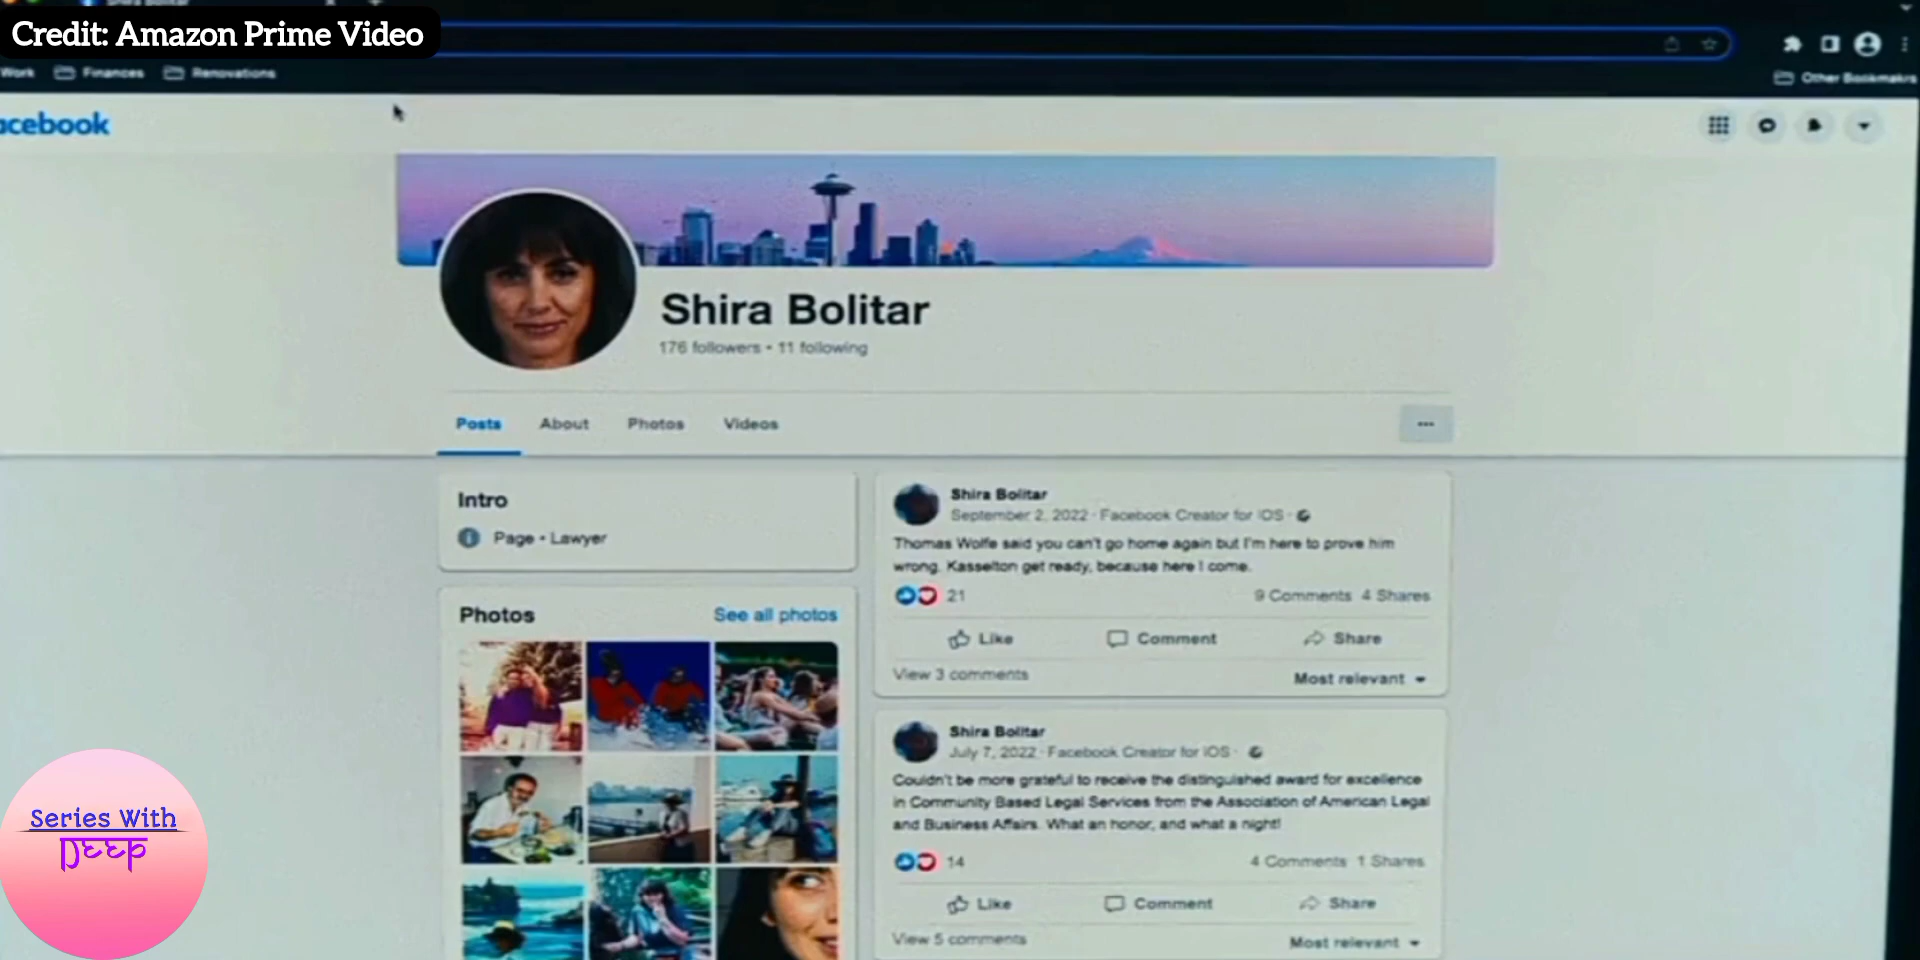 Shira Bolitar
Credit: Amazon Prime Video
Work Finances Renovations
Other Bookmakrs
acebook
Shira Bolitar
176 followers • 11 following
Posts About Photos Videos
Intro
Page • Lawyer
Photos See all photos
Shira Bolitar
September 2, 2022 · Facebook Creator for iOS ·
Thomas Wolfe said you can't go home again but I'm here to prove him
wrong. Kasselton get ready, because here I come.
21 9 Comments 4 Shares
Like Comment Share
View 3 comments Most relevant
Shira Bolitar
July 7, 2022 · Facebook Creator for iOS ·
Couldn't be more grateful to receive the distinguished award for excellence
in Community Based Legal Services from the Association of American Legal
and Business Affairs. What an honor, and what a night!
14 4 Comments 1 Shares
Like Comment Share
View 5 comments Most relevant
Series With
DEEP